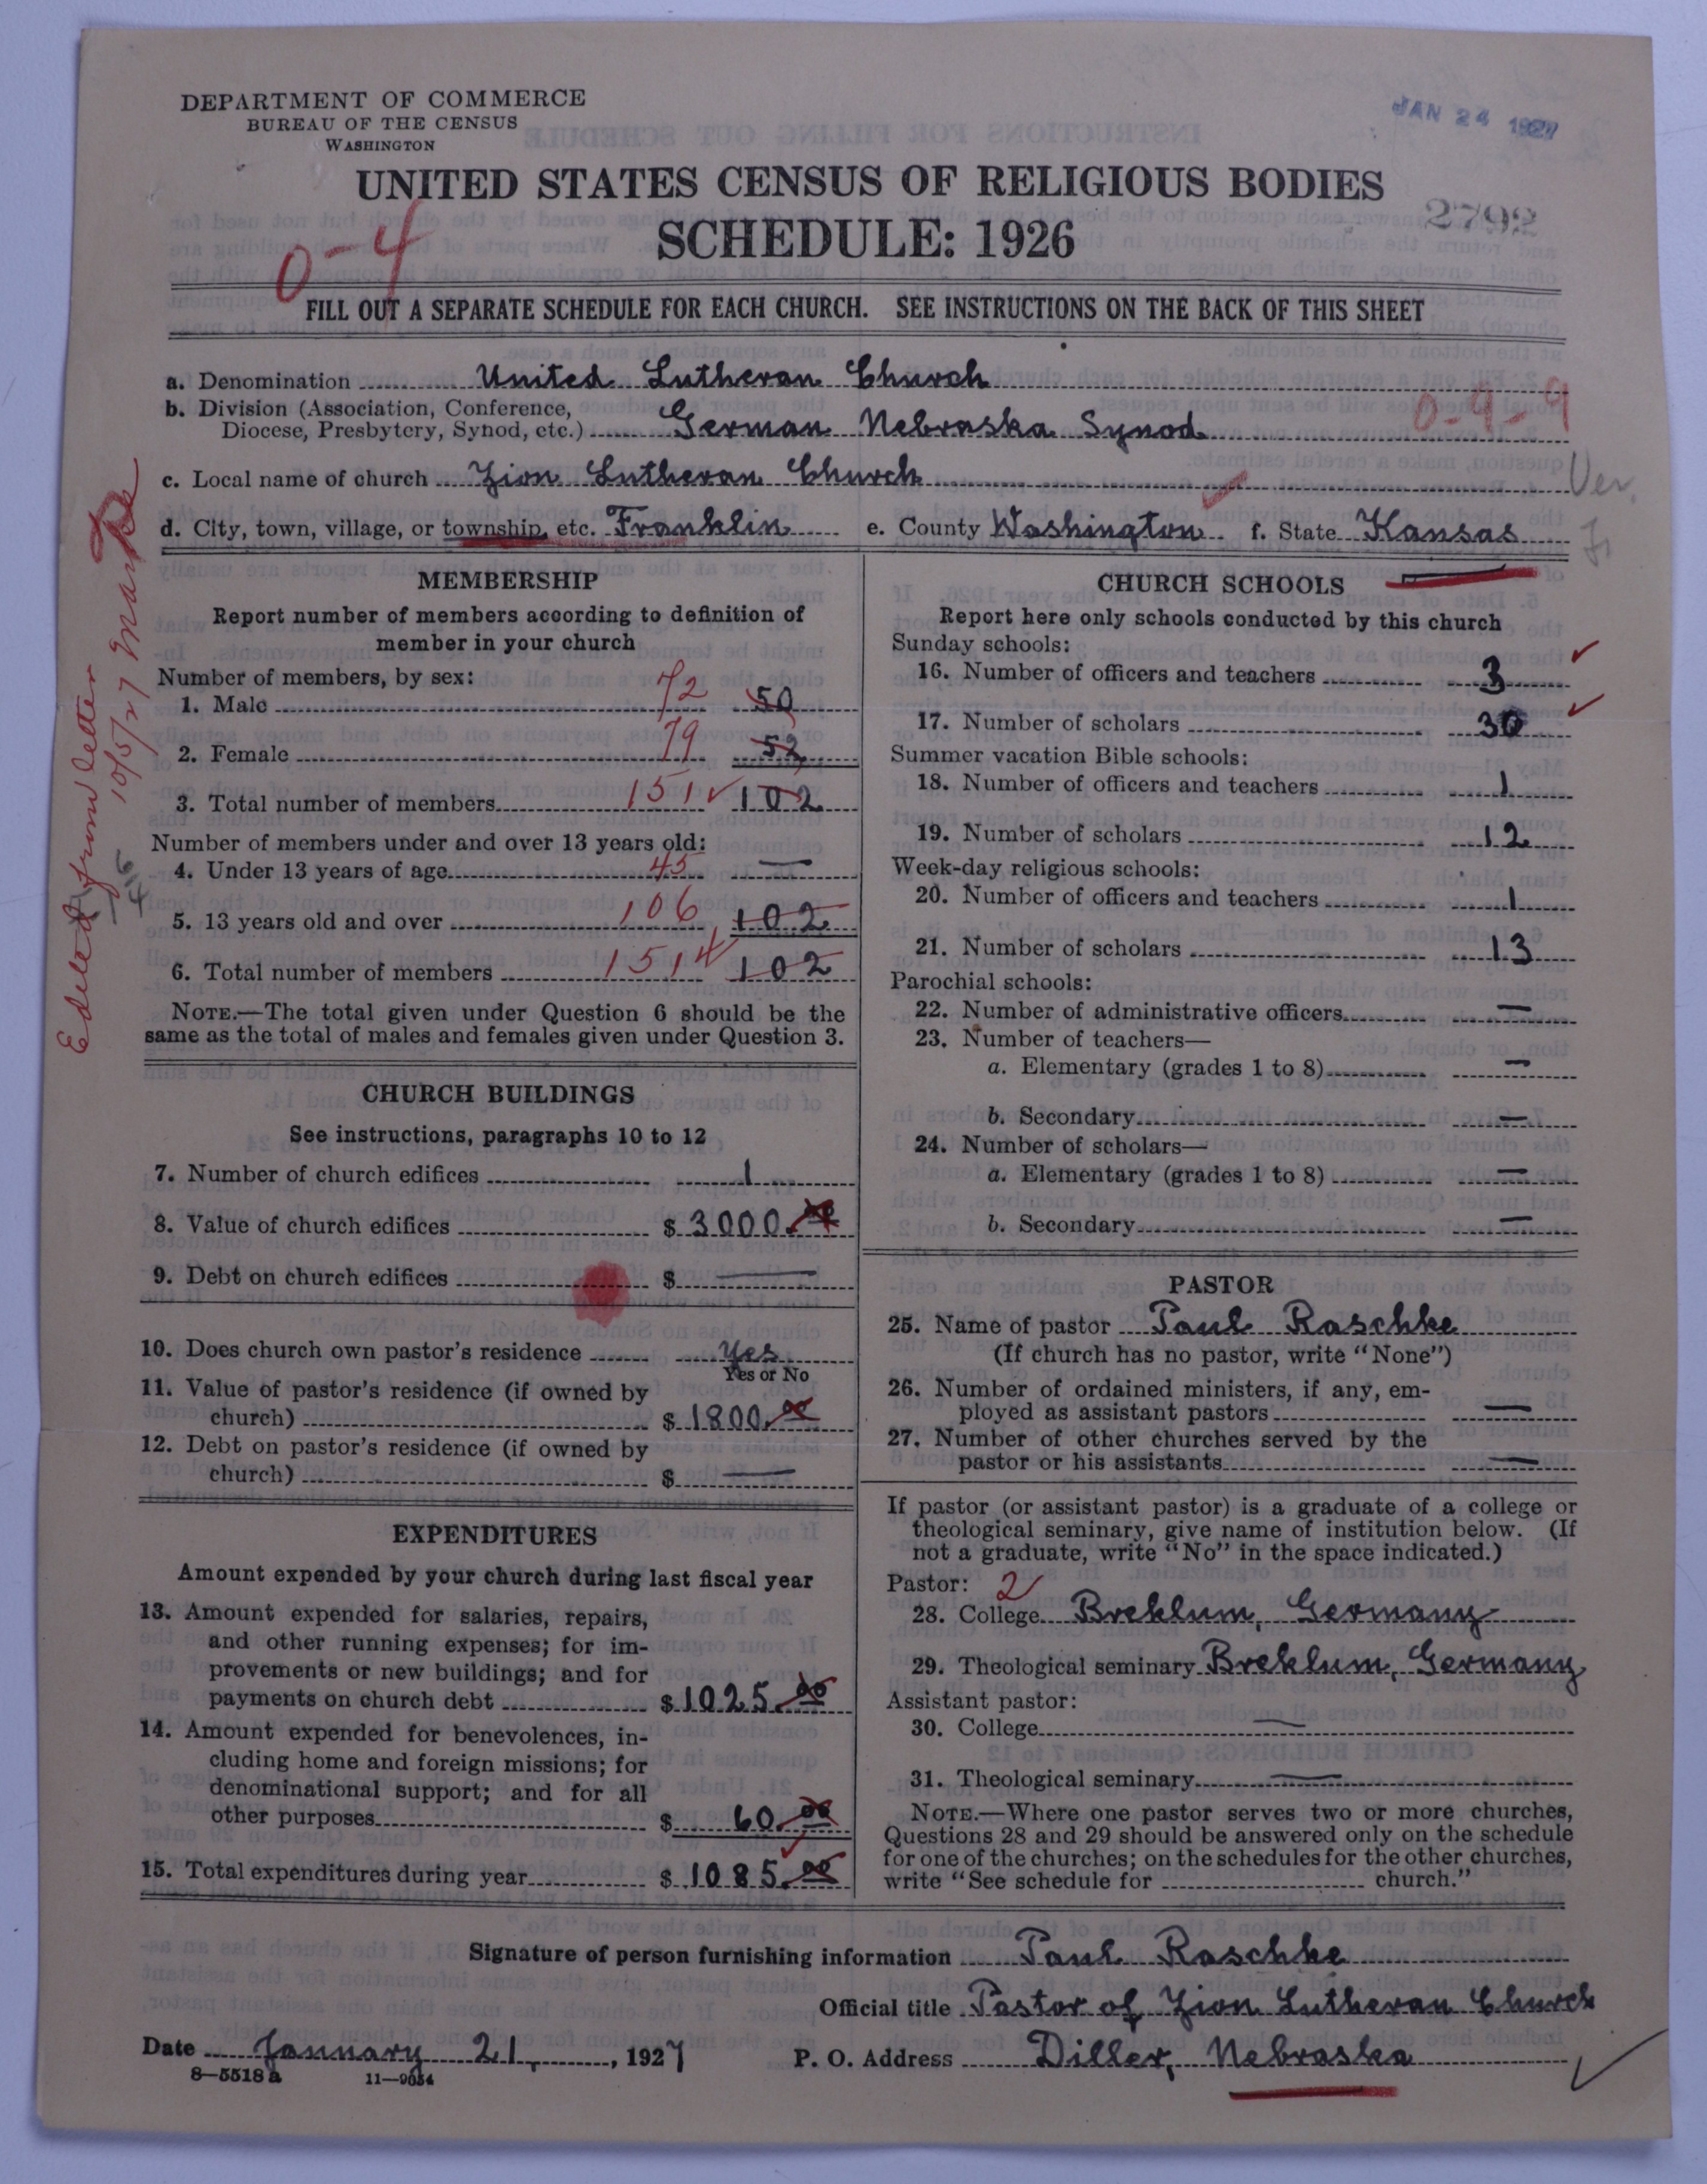 DEPARTMENT OF COMMERCE
BUREAU OF THE CENSUS
WASHINGTON
JAN 24 1927
UNITED STATES CENSUS OF RELIGIOUS BODIES
2792
SCHEDULE: 1926
0-4
FILL OUT A SEPARATE SCHEDULE FOR EACH CHURCH. SEE INSTRUCTIONS ON THE BACK OF THIS SHEET
a. Denomination United Lutheran Church
b. Division (Association, Conference,
Diocese, Presbytery, Synod, etc.) German Nebraska Synod
0-9-9
c. Local name of church Zion Lutheran Church
Ver.
d. City, town, village, or township, etc. Franklin e. County Washington f. State Kansas
Edited from letter
10/5/27
MEMBERSHIP
Report number of members according to definition of
member in your church
Number of members, by sex:
1. Male 72 50
2. Female 79 52
3. Total number of members 151 102
Number of members under and over 13 years old:
4. Under 13 years of age 45 —
5. 13 years old and over 106 102
6. Total number of members 151 102
NOTE.—The total given under Question 6 should be the
same as the total of males and females given under Question 3.
CHURCH BUILDINGS
See instructions, paragraphs 10 to 12
7. Number of church edifices 1
8. Value of church edifices $ 3000.00
9. Debt on church edifices $ —
10. Does church own pastor's residence Yes
Yes or No
11. Value of pastor's residence (if owned by
church) $ 1800.00
12. Debt on pastor's residence (if owned by
church) $ —
EXPENDITURES
Amount expended by your church during last fiscal year
13. Amount expended for salaries, repairs,
and other running expenses; for im-
provements or new buildings; and for
payments on church debt $ 1025.00
14. Amount expended for benevolences, in-
cluding home and foreign missions; for
denominational support; and for all
other purposes $ 60.00
15. Total expenditures during year $ 1085.00
CHURCH SCHOOLS
Report here only schools conducted by this church
Sunday schools:
16. Number of officers and teachers 3
17. Number of scholars 30
Summer vacation Bible schools:
18. Number of officers and teachers 1
19. Number of scholars 12
Week-day religious schools:
20. Number of officers and teachers 1
21. Number of scholars 13
Parochial schools:
22. Number of administrative officers —
23. Number of teachers—
a. Elementary (grades 1 to 8) —
b. Secondary —
24. Number of scholars—
a. Elementary (grades 1 to 8) —
b. Secondary —
PASTOR
25. Name of pastor Paul Raschke
(If church has no pastor, write "None")
26. Number of ordained ministers, if any, em-
ployed as assistant pastors —
27. Number of other churches served by the
pastor or his assistants —
If pastor (or assistant pastor) is a graduate of a college or
theological seminary, give name of institution below. (If
not a graduate, write "No" in the space indicated.)
Pastor: 2
28. College Breklum, Germany
29. Theological seminary Breklum, Germany
Assistant pastor:
30. College —
31. Theological seminary —
NOTE.—Where one pastor serves two or more churches,
Questions 28 and 29 should be answered only on the schedule
for one of the churches; on the schedules for the other churches,
write "See schedule for church."
Signature of person furnishing information Paul Raschke
Official title Pastor of Zion Lutheran Church
Date January 21, 1927 P. O. Address Diller, Nebraska
8—5518a 11—9034